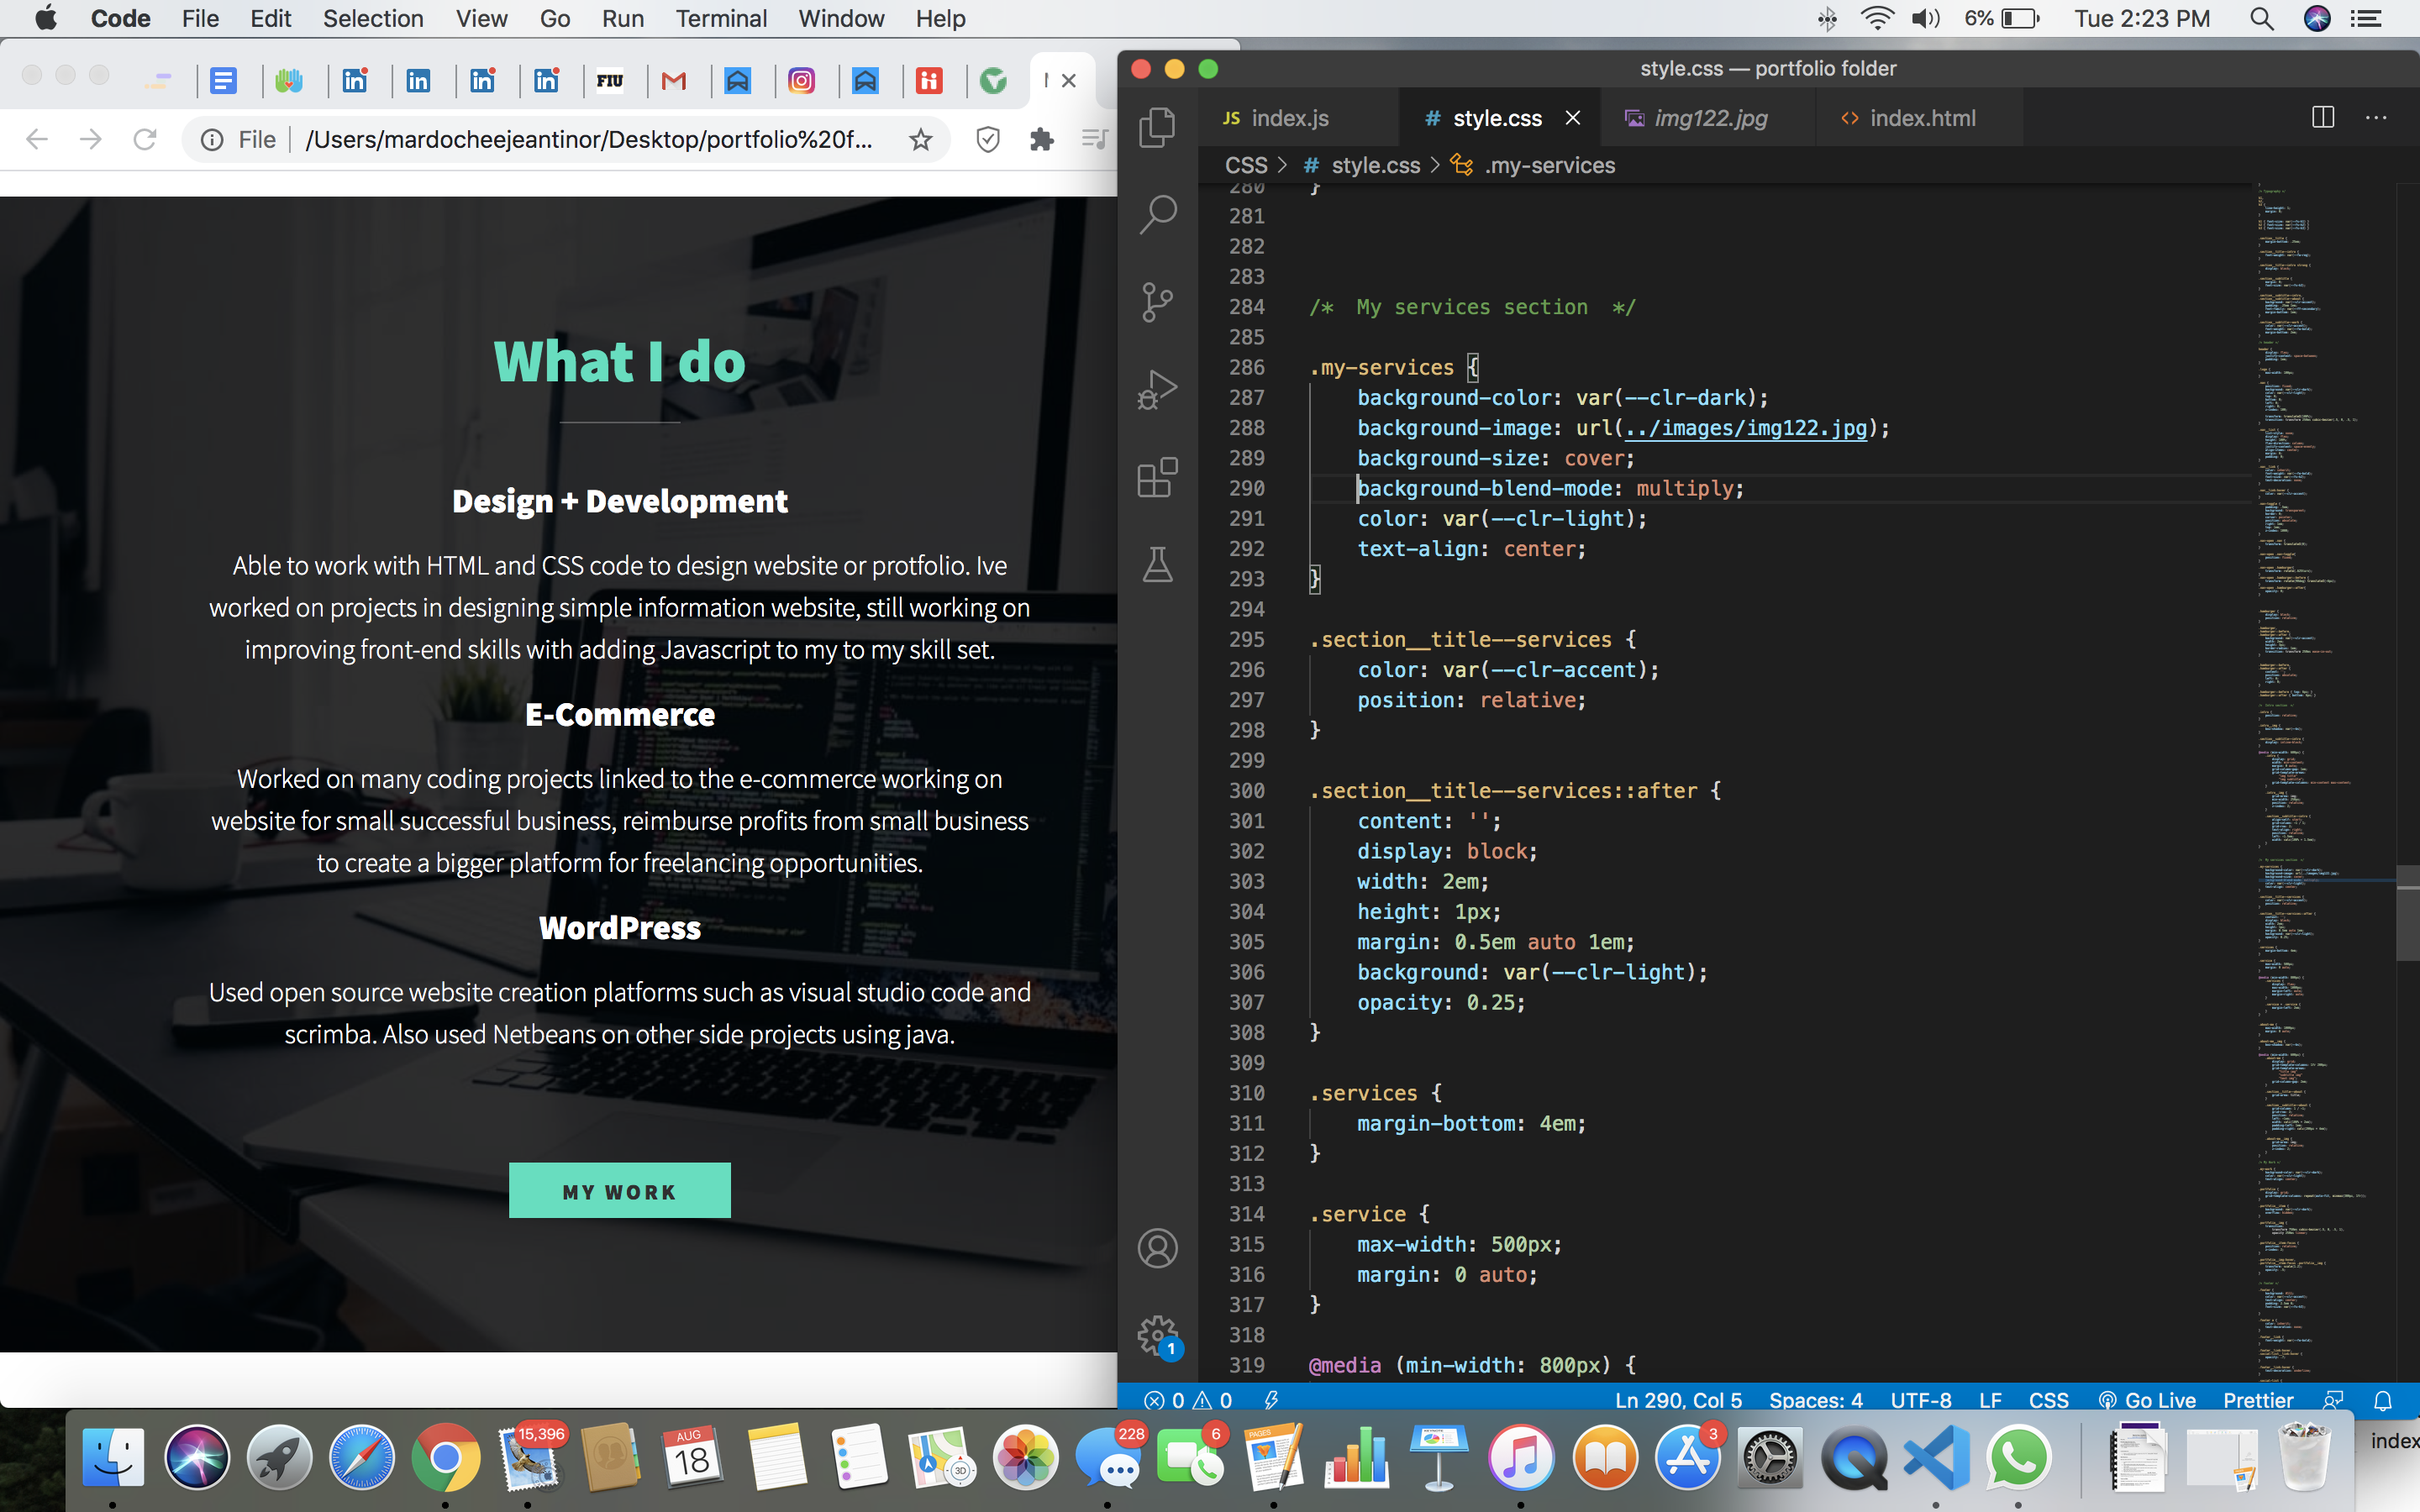 Code File Edit Selection View Go Run Terminal Window Help 6% Tue 2:23 PM
FIU
File /Users/mardocheejeantinor/Desktop/portfolio%20f...
What I do
Design + Development
Able to work with HTML and CSS code to design website or protfolio. Ive
worked on projects in designing simple information website, still working on
improving front-end skills with adding Javascript to my to my skill set.
E-Commerce
Worked on many coding projects linked to the e-commerce working on
website for small successful business, reimburse profits from small business
to create a bigger platform for freelancing opportunities.
WordPress
Used open source website creation platforms such as visual studio code and
scrimba. Also used Netbeans on other side projects using java.
MY WORK
style.css — portfolio folder
JS index.js # style.css img122.jpg <> index.html ...
CSS > # style.css > .my-services
280 }
281
282
283
284 /*  My services section  */
285
286 .my-services {
287 background-color: var(--clr-dark);
288 background-image: url(../images/img122.jpg);
289 background-size: cover;
290 background-blend-mode: multiply;
291 color: var(--clr-light);
292 text-align: center;
293 }
294
295 .section__title--services {
296 color: var(--clr-accent);
297 position: relative;
298 }
299
300 .section__title--services::after {
301 content: '';
302 display: block;
303 width: 2em;
304 height: 1px;
305 margin: 0.5em auto 1em;
306 background: var(--clr-light);
307 opacity: 0.25;
308 }
309
310 .services {
311 margin-bottom: 4em;
312 }
313
314 .service {
315 max-width: 500px;
316 margin: 0 auto;
317 }
318
319 @media (min-width: 800px) {
1
0 0 Ln 290, Col 5 Spaces: 4 UTF-8 LF CSS Go Live Prettier
15,396 AUG 18 3D 228 6 PAGES 3 index